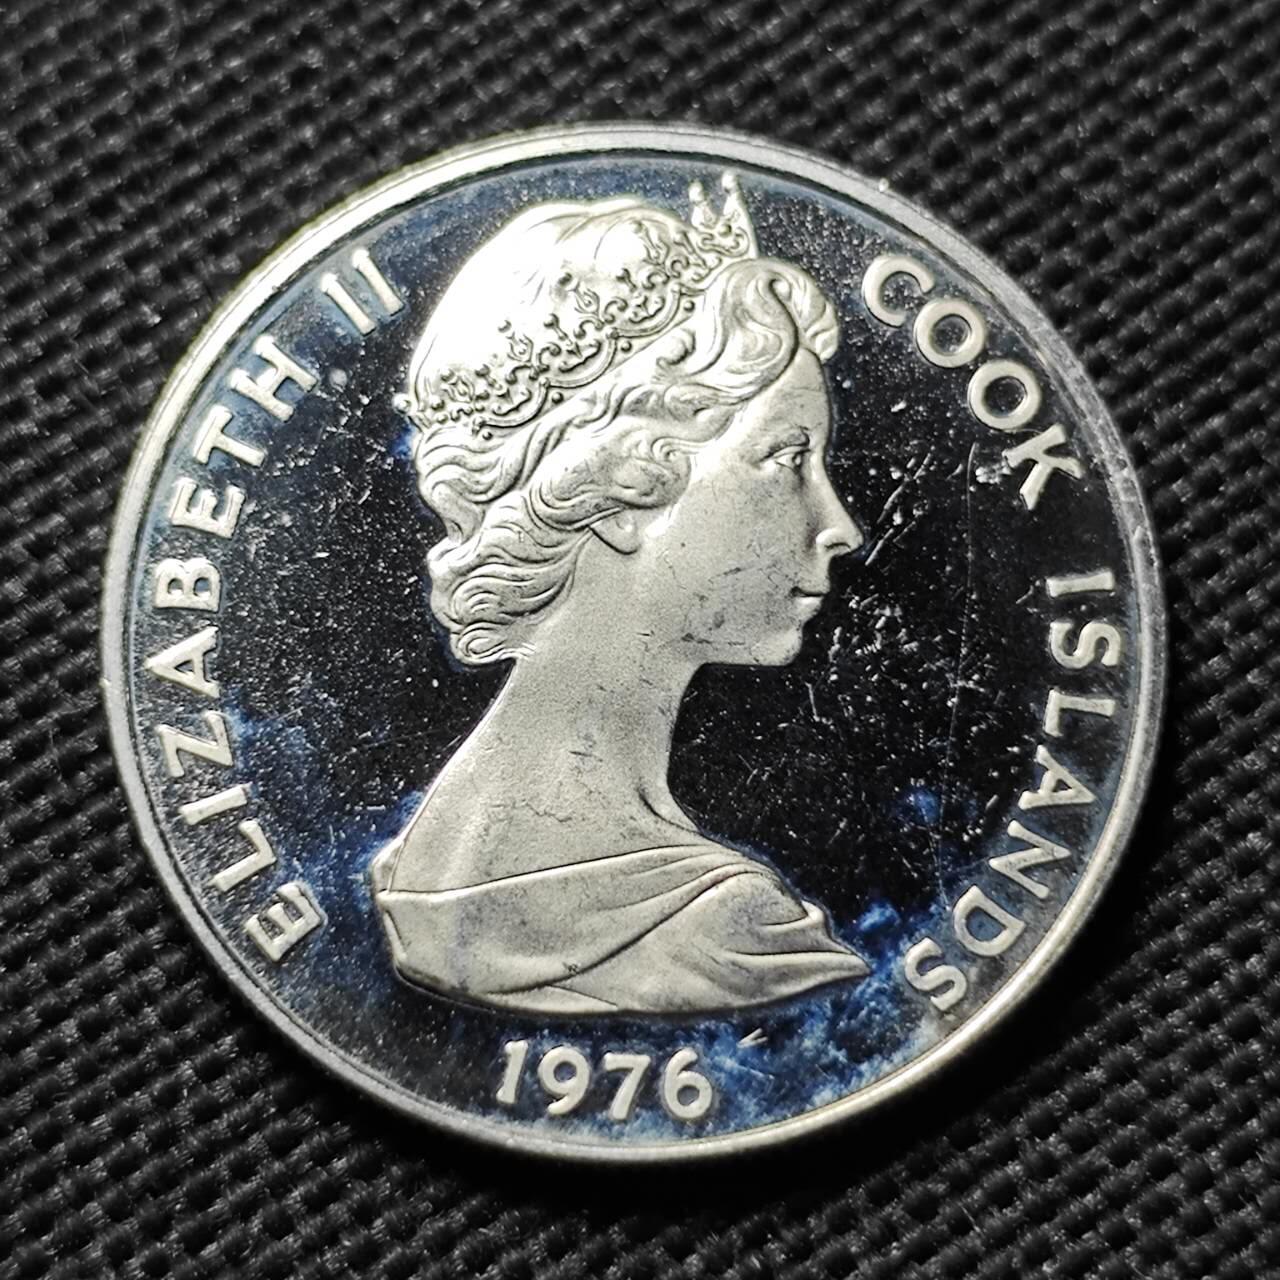 ELIZABETH II
COOK ISLANDS
1976